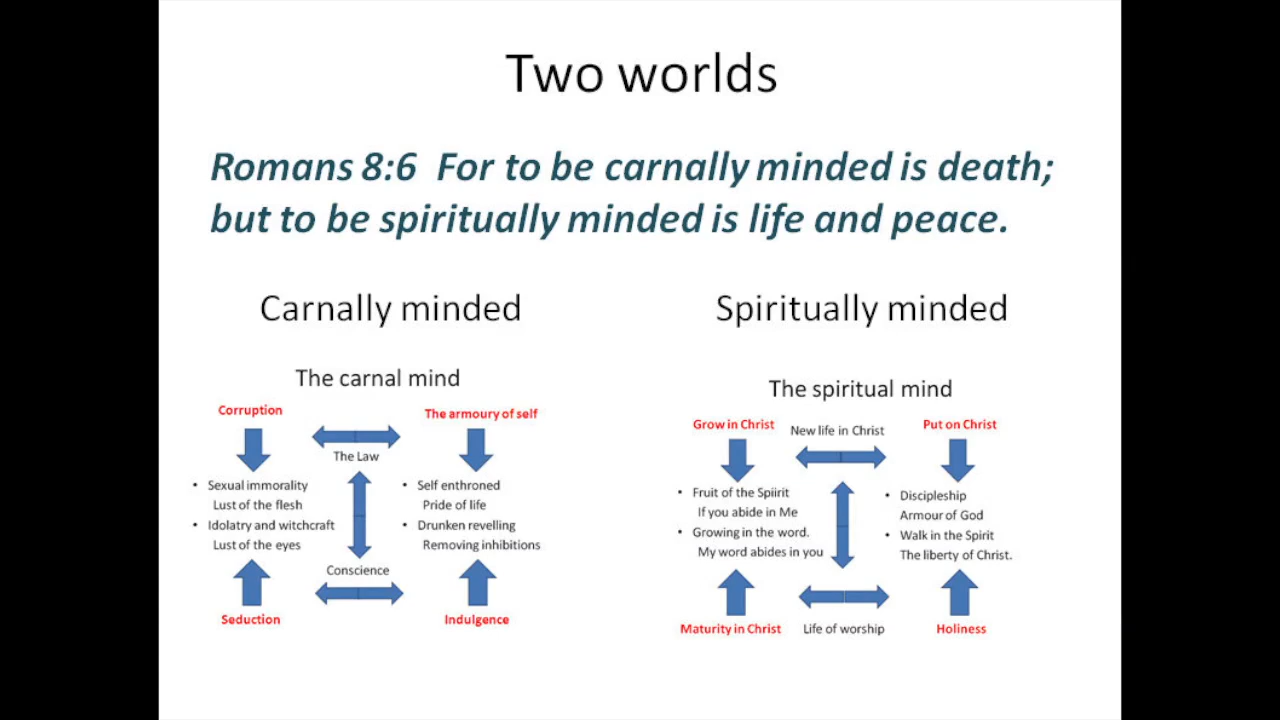 Two worlds
Romans 8:6 For to be carnally minded is death;
but to be spiritually minded is life and peace.
Carnally minded
The carnal mind
Corruption
The armoury of self
The Law
• Sexual immorality
Lust of the flesh
• Idolatry and witchcraft
Lust of the eyes
• Self enthroned
Pride of life
• Drunken revelling
Removing inhibitions
Conscience
Seduction
Indulgence
Spiritually minded
The spiritual mind
Grow in Christ
New life in Christ
Put on Christ
• Fruit of the Spiirit
If you abide in Me
• Growing in the word.
My word abides in you
• Discipleship
Armour of God
• Walk in the Spirit
The liberty of Christ.
Maturity in Christ
Life of worship
Holiness